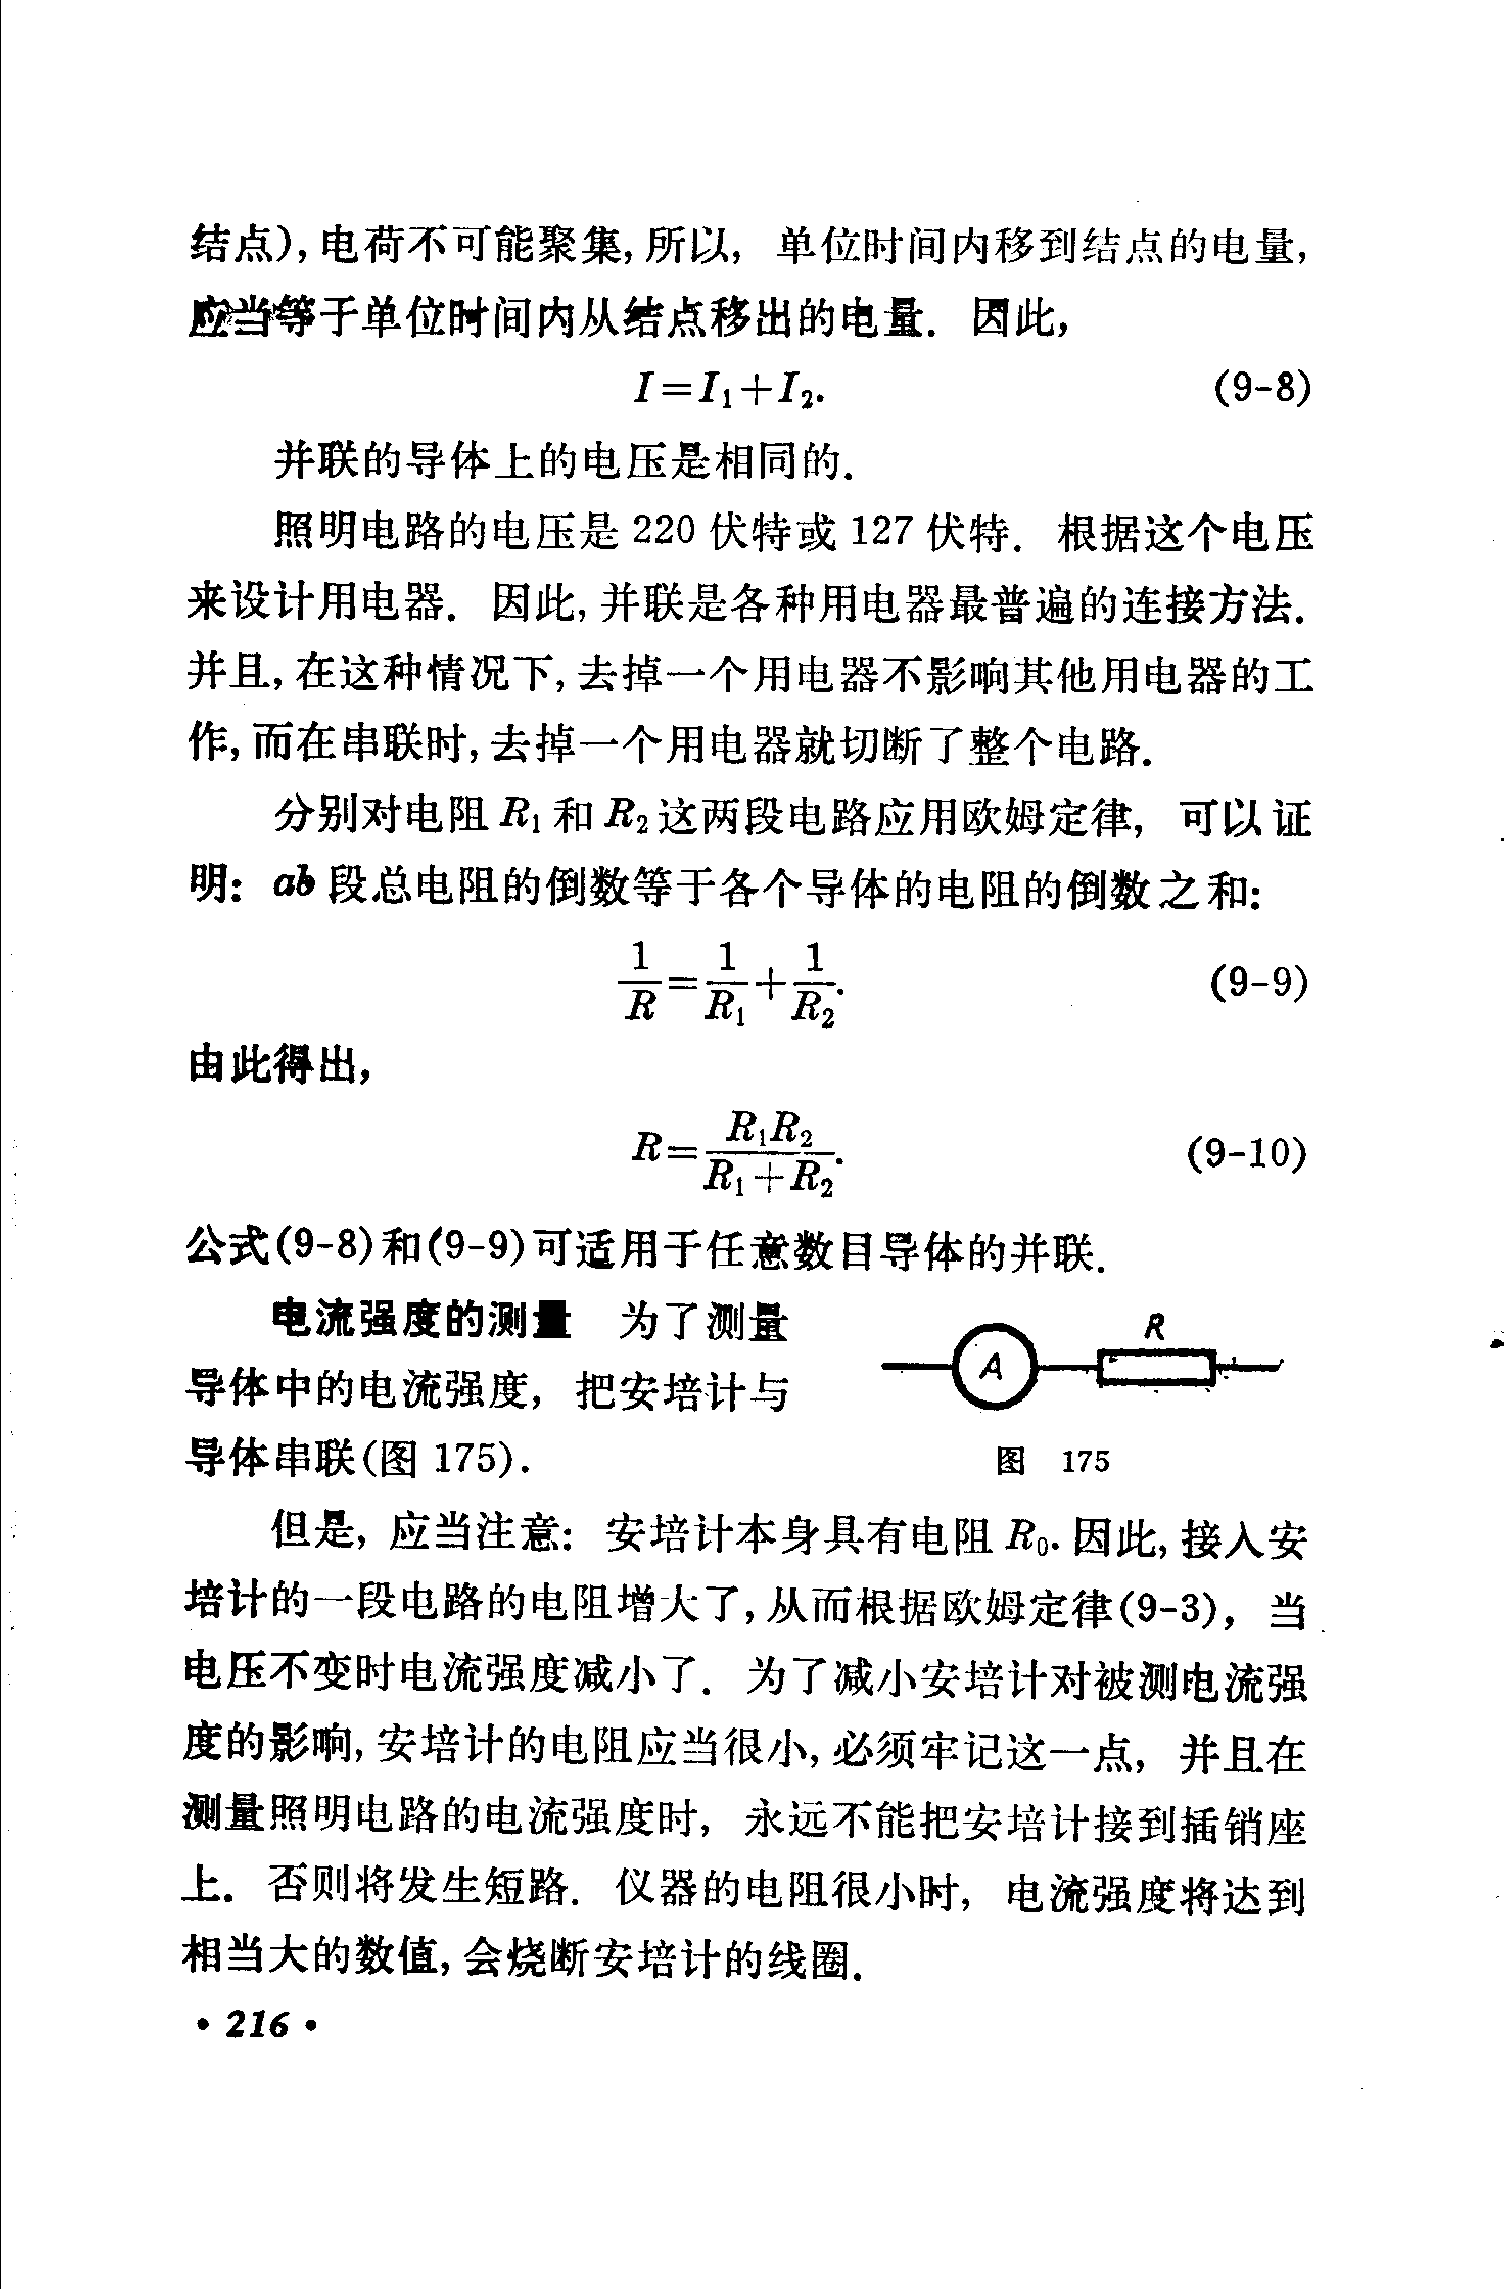 结点),电荷不可能聚集,所以, 单位时间内移到结点的电量,
应当等于单位时间内从结点移出的电量. 因此,
I=I₁+I₂. (9-8)
并联的导体上的电压是相同的.
照明电路的电压是 220 伏特或 127 伏特. 根据这个电压
来设计用电器. 因此,并联是各种用电器最普遍的连接方法.
并且,在这种情况下,去掉一个用电器不影响其他用电器的工
作,而在串联时,去掉一个用电器就切断了整个电路.
分别对电阻 R₁ 和 R₂ 这两段电路应用欧姆定律, 可以证
明: ab 段总电阻的倒数等于各个导体的电阻的倒数之和:
1/R=1/R₁+1/R₂. (9-9)
由此得出,
R=R₁R₂/(R₁+R₂). (9-10)
公式(9-8)和(9-9)可适用于任意数目导体的并联.
电流强度的测量 为了测量
导体中的电流强度, 把安培计与
导体串联(图 175).
A R
图 175
但是, 应当注意: 安培计本身具有电阻 R₀. 因此,接入安
培计的一段电路的电阻增大了,从而根据欧姆定律(9-3), 当
电压不变时电流强度减小了. 为了减小安培计对被测电流强
度的影响,安培计的电阻应当很小,必须牢记这一点, 并且在
测量照明电路的电流强度时, 永远不能把安培计接到插销座
上. 否则将发生短路. 仪器的电阻很小时, 电流强度将达到
相当大的数值,会烧断安培计的线圈.
·216·